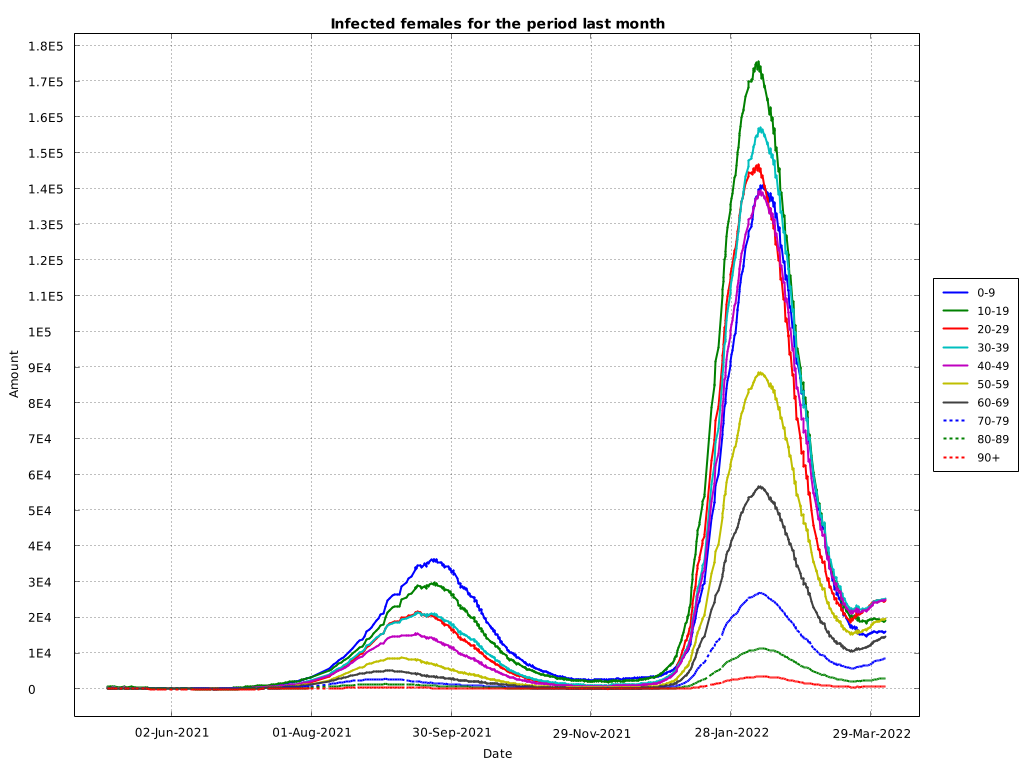 Infected females for the period last month
1.8E5
1.7E5
1.6E5
1.5E5
1.4E5
1.3E5
1.2E5
1.1E5
1E5
9E4
8E4
7E4
6E4
5E4
4E4
3E4
2E4
1E4
0
Amount
02-Jun-2021
01-Aug-2021
30-Sep-2021
29-Nov-2021
28-Jan-2022
29-Mar-2022
Date
0-9
10-19
20-29
30-39
40-49
50-59
60-69
70-79
80-89
90+